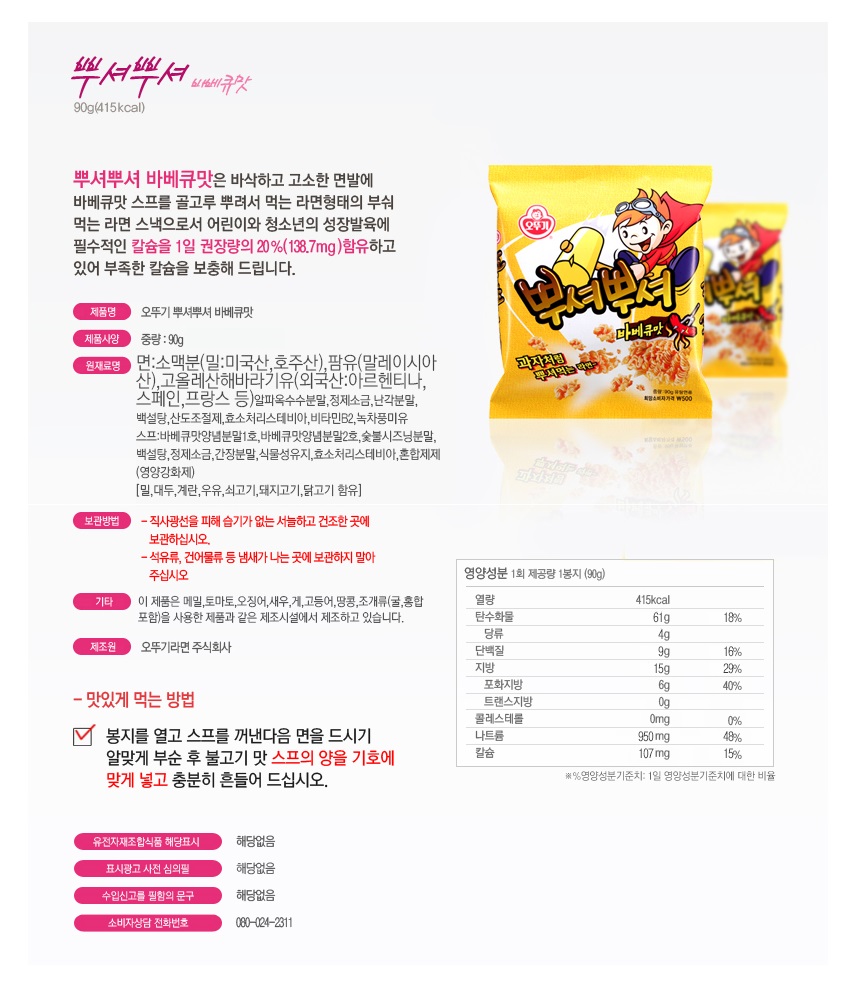 뿌셔뿌셔 바베큐맛
90g(415kcal)
뿌셔뿌셔 바베큐맛은 바삭하고 고소한 면발에
바베큐맛 스프를 골고루 뿌려서 먹는 라면형태의 부숴
먹는 라면 스낵으로서 어린이와 청소년의 성장발육에
필수적인 칼슘을 1일 권장량의 20%(138.7mg)함유하고
있어 부족한 칼슘을 보충해 드립니다.
제품명 오뚜기 뿌셔뿌셔 바베큐맛
제품사양 중량 : 90g
원재료명 면:소맥분(밀:미국산,호주산),팜유(말레이시아
산),고올레산해바라기유(외국산:아르헨티나,
스페인,프랑스 등)알파옥수수분말,정제소금,난각분말,
백설탕,산도조절제,효소처리스테비아,비타민B2,녹차풍미유
스프:바베큐맛양념분말1호,바베큐맛양념분말2호,숯불시즈닝분말,
백설탕,정제소금,간장분말,식물성유지,효소처리스테비아,혼합제제
(영양강화제)
[밀,대두,계란,우유,쇠고기,돼지고기,닭고기 함유]
보관방법 - 직사광선을 피해 습기가 없는 서늘하고 건조한 곳에
보관하십시오.
- 석유류, 건어물류 등 냄새가 나는 곳에 보관하지 말아
주십시오
기타 이 제품은 메밀,토마토,오징어,새우,게,고등어,땅콩,조개류(굴,홍합
포함)을 사용한 제품과 같은 제조시설에서 제조하고 있습니다.
제조원 오뚜기라면 주식회사
- 맛있게 먹는 방법
봉지를 열고 스프를 꺼낸다음 면을 드시기
알맞게 부순 후 불고기 맛 스프의 양을 기호에
맞게 넣고 충분히 흔들어 드십시오.
유전자재조합식품 해당표시 해당없음
표시광고 사전 심의필 해당없음
수입신고를 필함의 문구 해당없음
소비자상담 전화번호 080-024-2311
오뚜기
뿌셔뿌셔
바베큐맛
과자처럼
뿌셔먹는 라면~
중량: 90g 유탕면류
희망소비자가격 ₩500
영양성분 1회 제공량 1봉지 (90g)
열량 415kcal
탄수화물 61g 18%
당류 4g
단백질 9g 16%
지방 15g 29%
포화지방 6g 40%
트랜스지방 0g
콜레스테롤 0mg 0%
나트륨 950mg 48%
칼슘 107mg 15%
※%영양성분기준치: 1일 영양성분기준치에 대한 비율